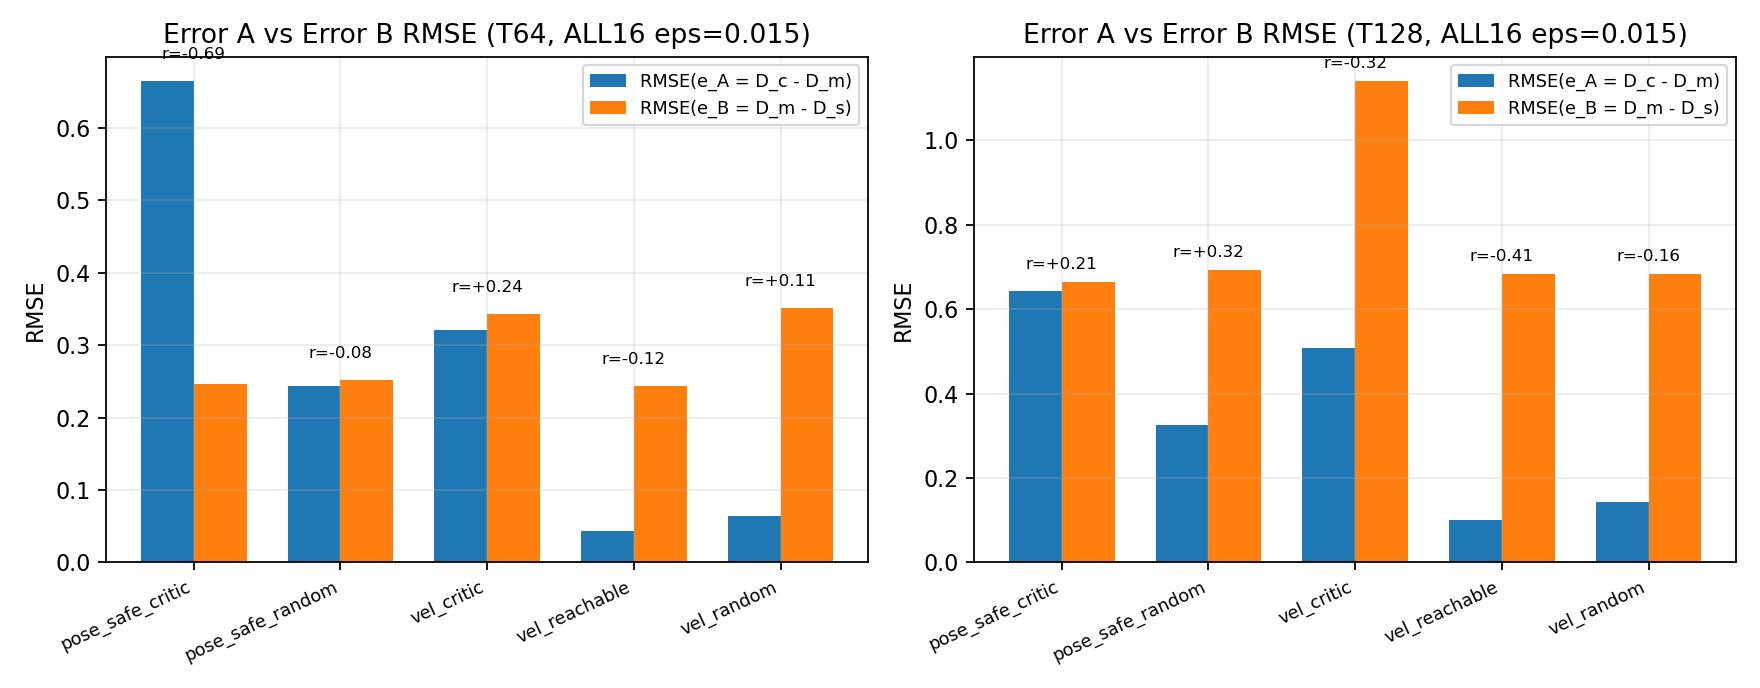 Error A vs Error B RMSE (T64, ALL16 eps=0.015)
r=-0.69
RMSE(e_A = D_c - D_m)
RMSE(e_B = D_m - D_s)
0.6
0.5
0.4
0.3
0.2
0.1
0.0
RMSE
r=-0.08
r=+0.24
r=-0.12
r=+0.11
pose_safe_critic
pose_safe_random
vel_critic
vel_reachable
vel_random
Error A vs Error B RMSE (T128, ALL16 eps=0.015)
r=-0.32
RMSE(e_A = D_c - D_m)
RMSE(e_B = D_m - D_s)
1.0
0.8
0.6
0.4
0.2
0.0
RMSE
r=+0.21
r=+0.32
r=-0.41
r=-0.16
pose_safe_critic
pose_safe_random
vel_critic
vel_reachable
vel_random